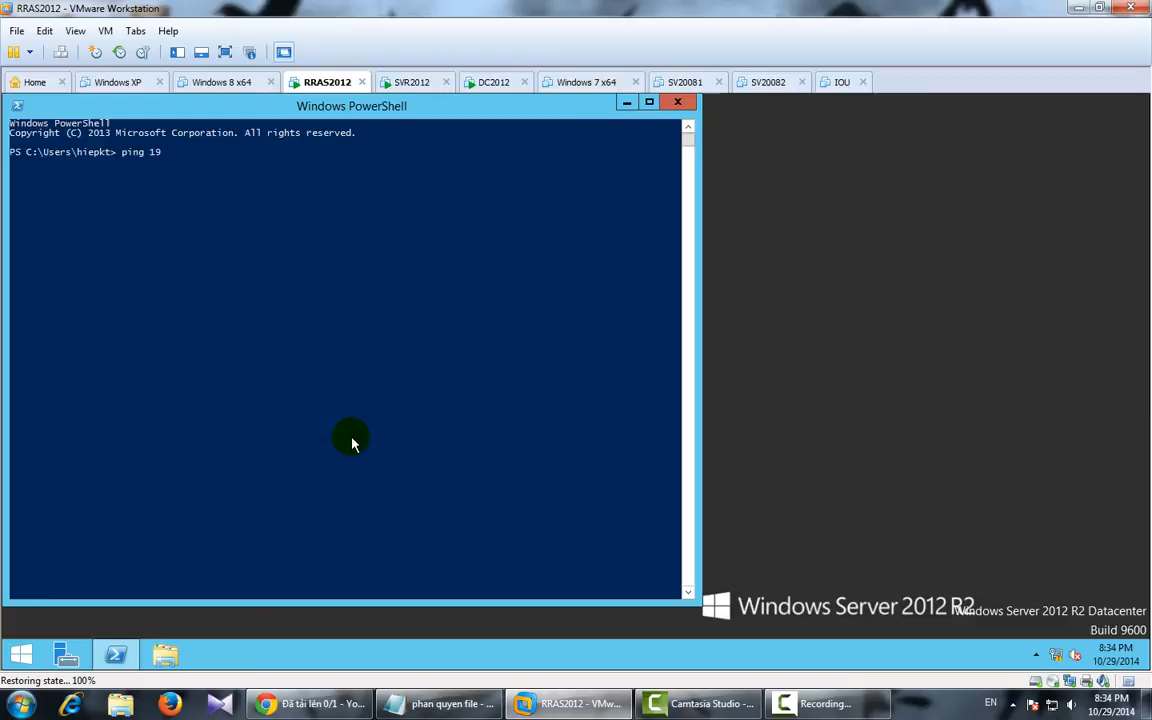 RRAS2012 - VMware Workstation
File Edit View VM Tabs Help
Home Windows XP Windows 8 x64 RRAS2012 SVR2012 DC2012 Windows 7 x64 SV20081 SV20082 IOU
Windows PowerShell
Windows PowerShell
Copyright (C) 2013 Microsoft Corporation. All rights reserved.
PS C:\Users\hiepkt> ping 19
Windows Server 2012 R2
Windows Server 2012 R2 Datacenter
Build 9600
8:34 PM
10/29/2014
Restoring state... 100%
Đã tải lên 0/1 - Yo... phan quyen file - ... RRAS2012 - VMw... Camtasia Studio - ... Recording... EN
8:34 PM
10/29/2014